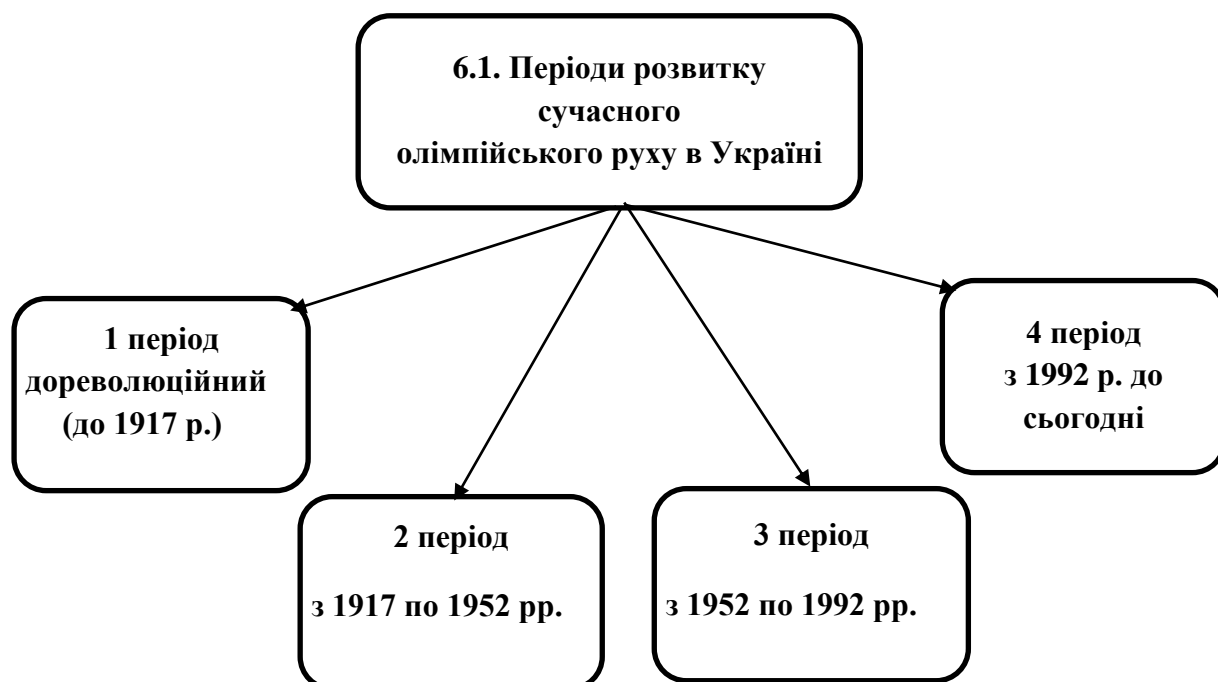 6.1. Періоди розвитку
сучасного
олімпійського руху в Україні
1 період
дореволюційний
(до 1917 р.)
2 період
з 1917 по 1952 рр.
3 період
з 1952 по 1992 рр.
4 період
з 1992 р. до
сьогодні